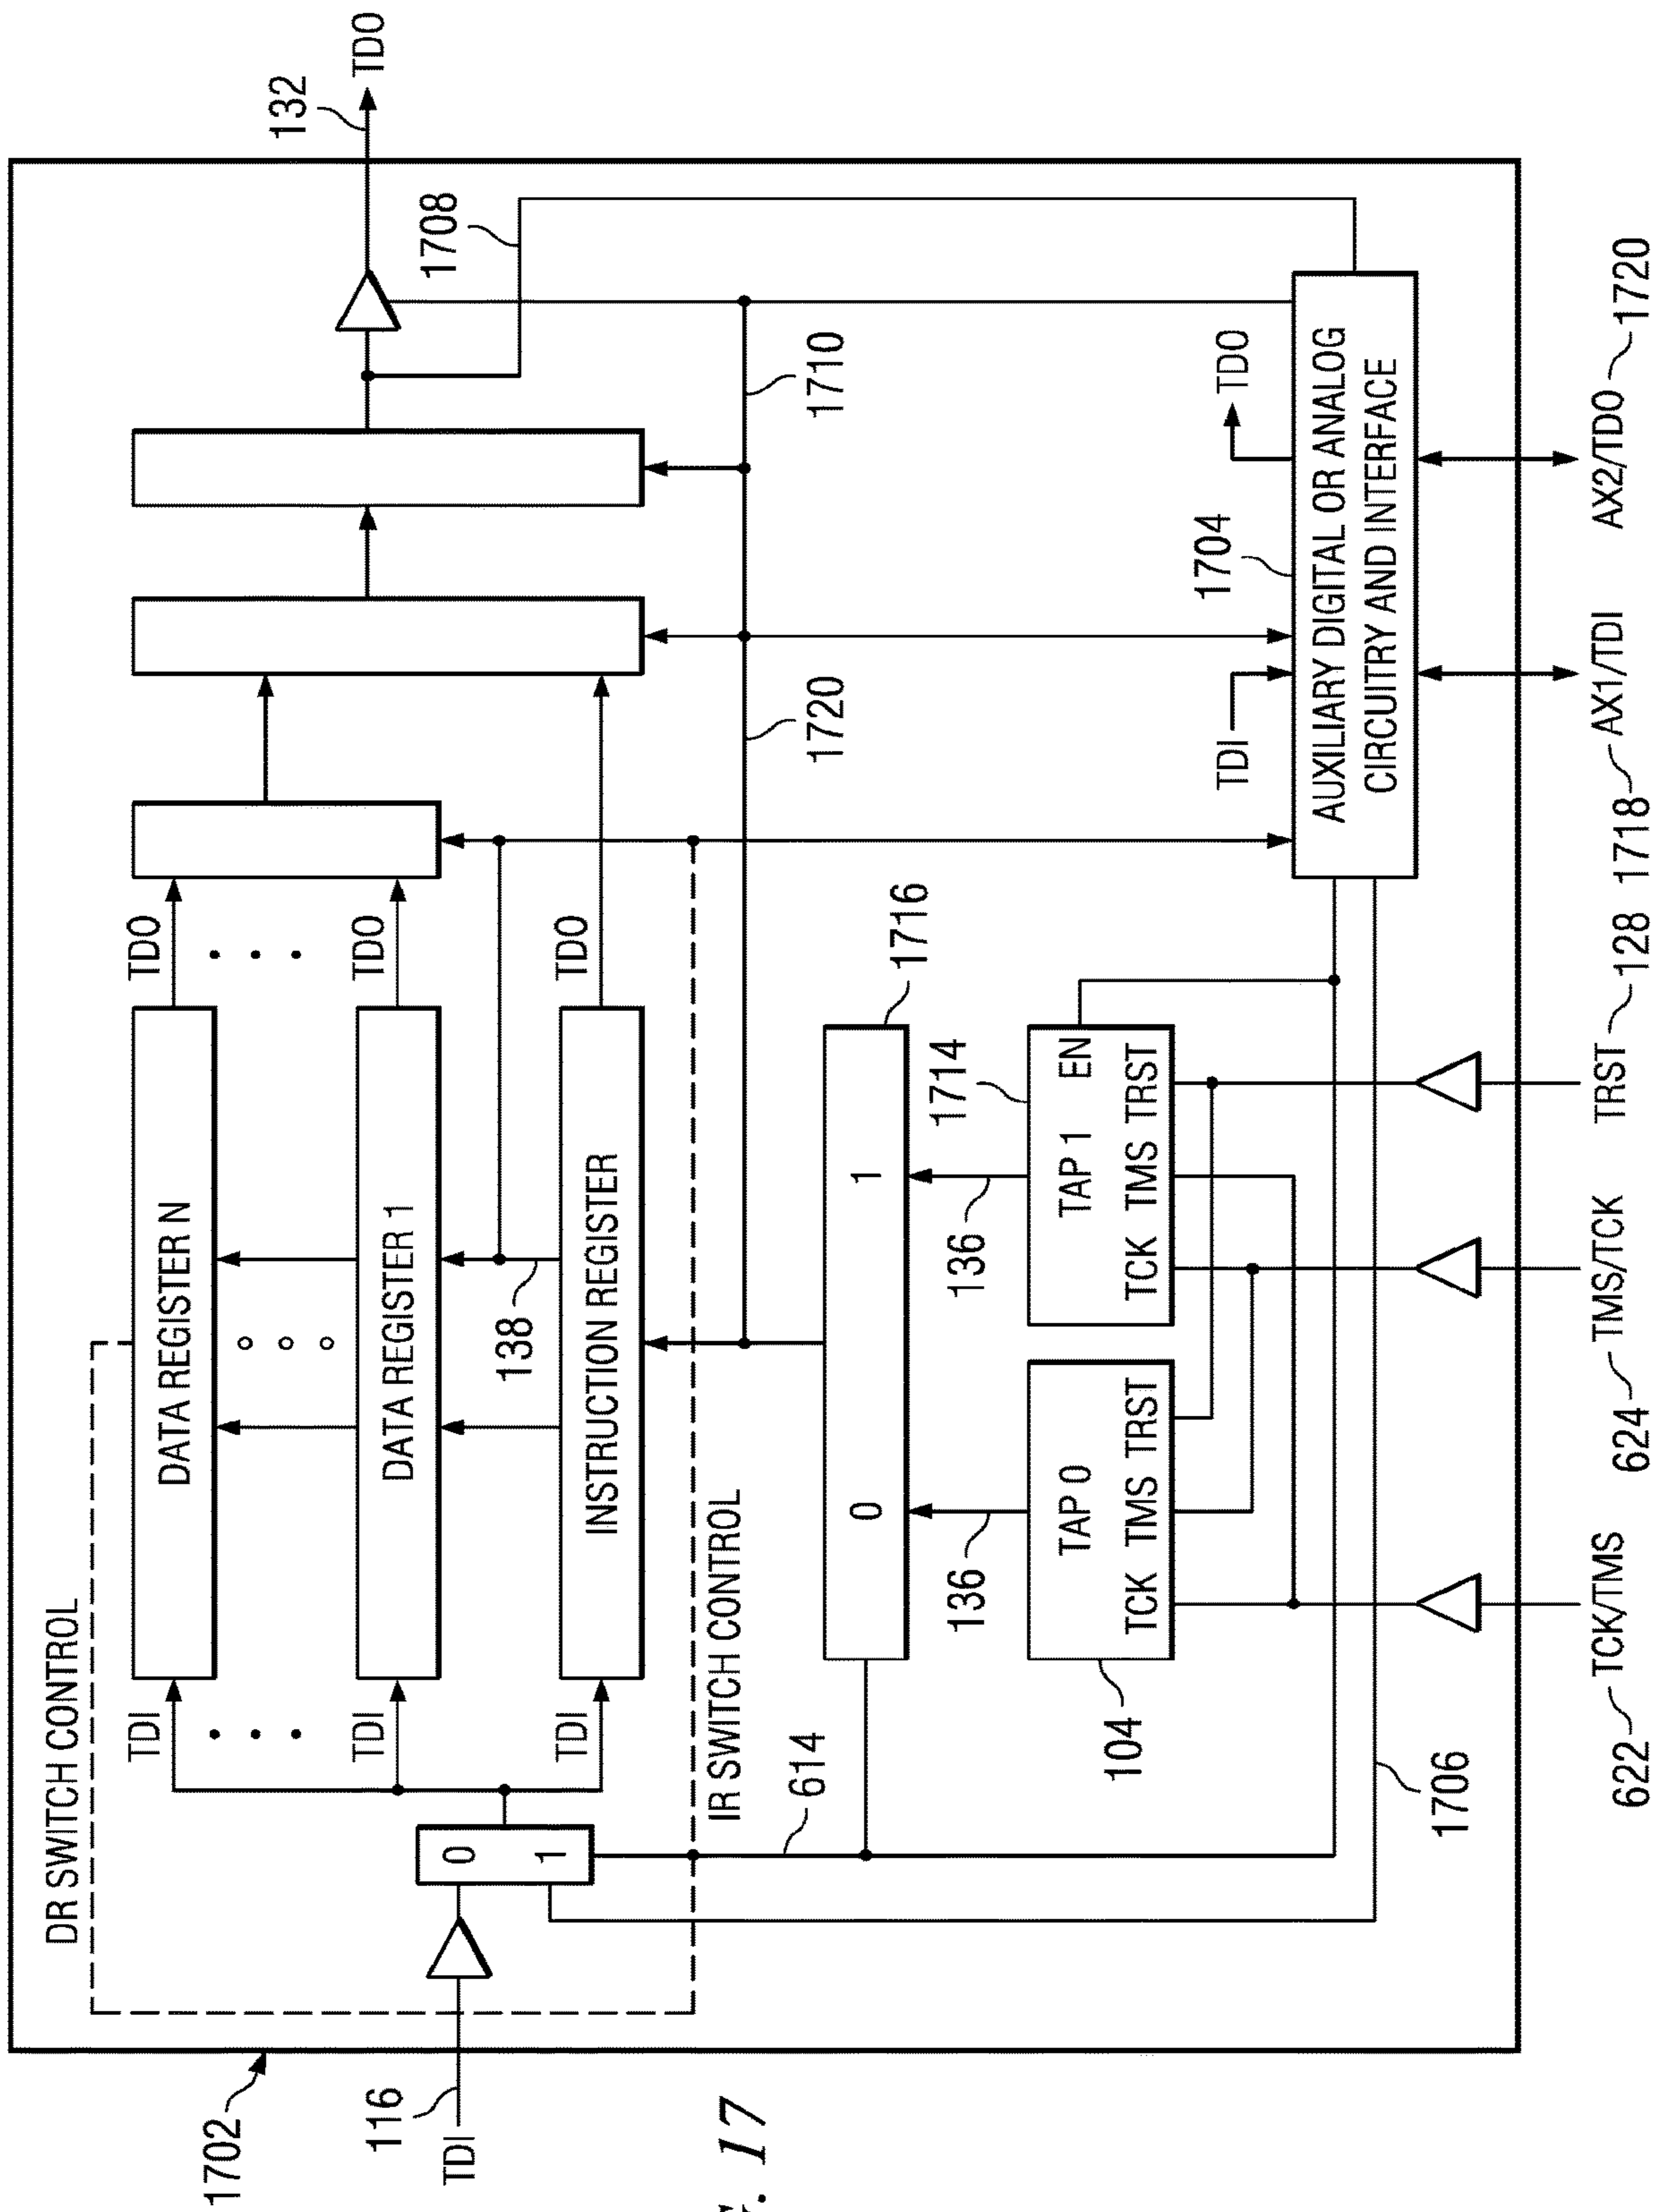 DR SWITCH CONTROL
1702
TDI
DATA REGISTER N
TDO
132
TDO
116
TDI
TDI
DATA REGISTER 1
TDO
1708
0
1
138
TDI
INSTRUCTION REGISTER
TDO
IR SWITCH CONTROL
17
614
1720
1710
0
1
1716
136
136
1714
104
TAP 0
TCK TMS TRST
TAP 1 EN
TCK TMS TRST
1704
TDI
TDO
AUXILIARY DIGITAL OR ANALOG
CIRCUITRY AND INTERFACE
1706
622 TCK/TMS
624 TMS/TCK
TRST 128
1718 AX1/TDI
AX2/TDO 1720